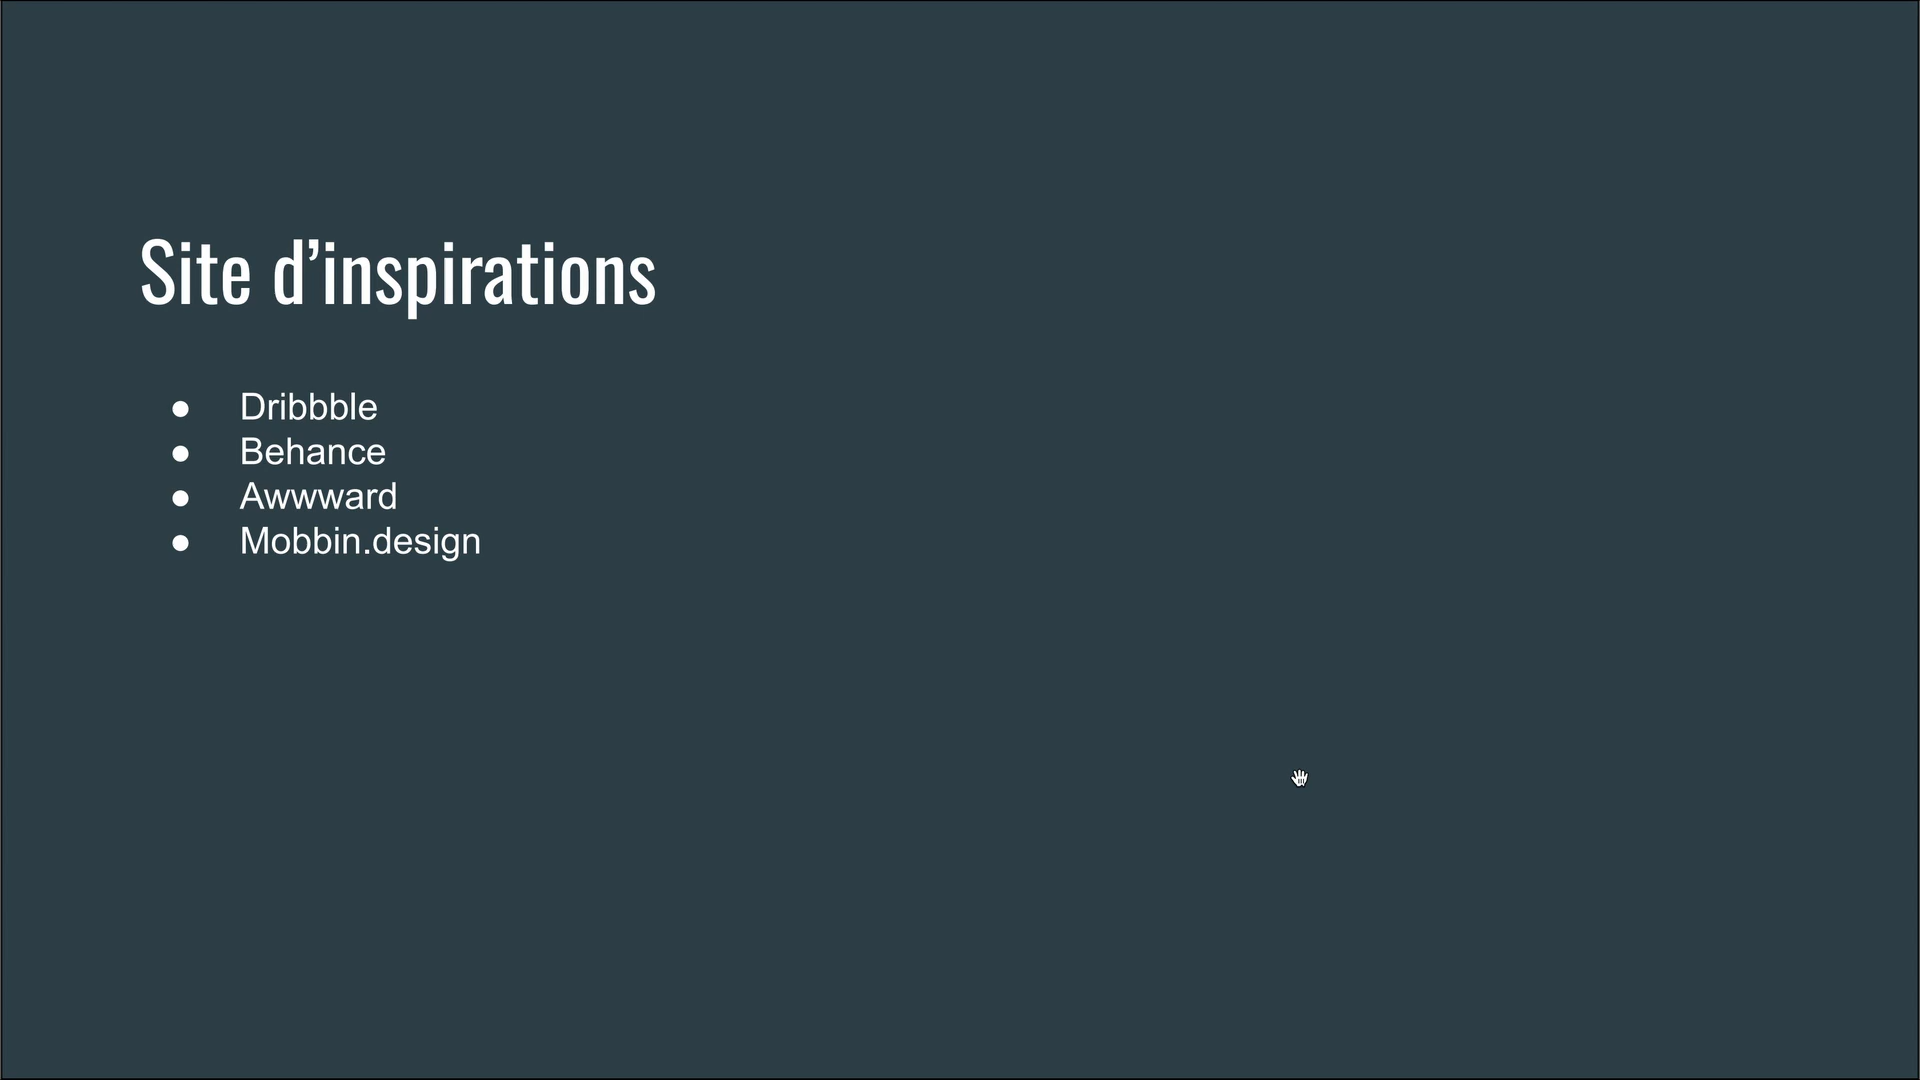 Site d’inspirations
● Dribbble
● Behance
● Awwward
● Mobbin.design